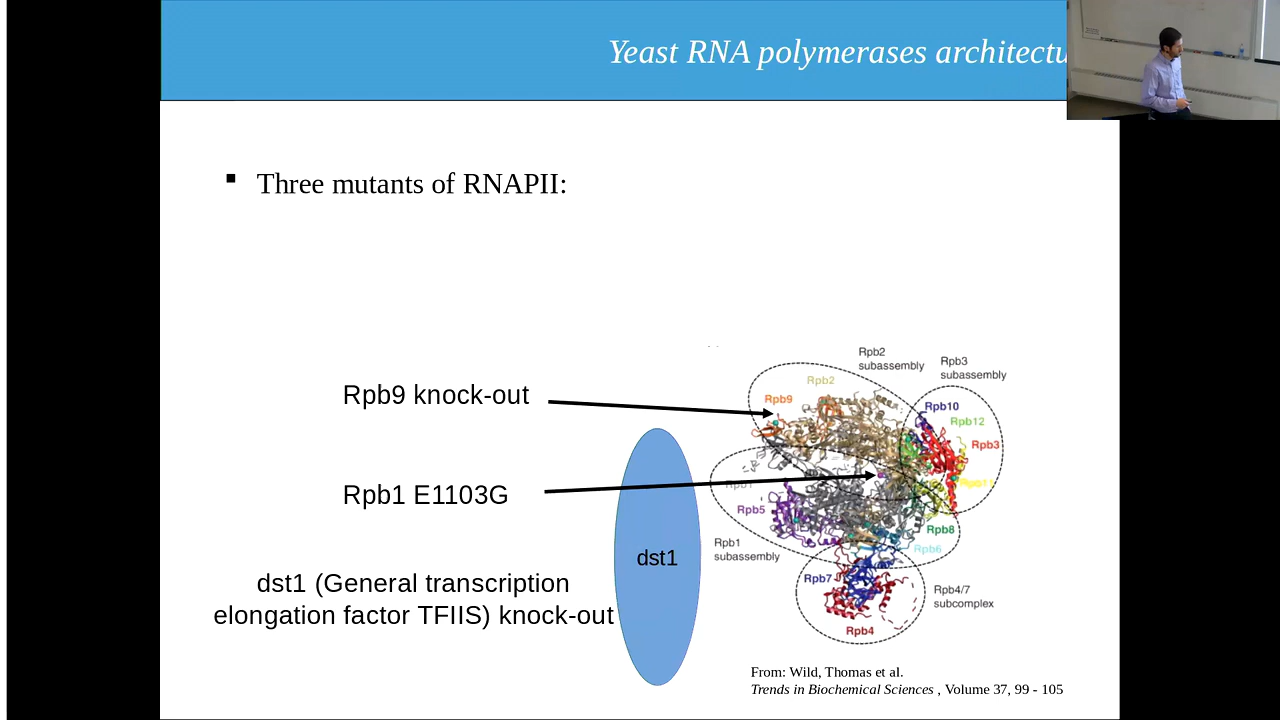 Yeast RNA polymerases architectu
Three mutants of RNAPII:
Rpb2
subassembly
Rpb3
subassembly
Rpb9 knock-out
Rpb2
Rpb9
Rpb10
Rpb12
Rpb3
Rpb11
Rpb1 E1103G
Rpb1
Rpb5
Rpb8
Rpb6
Rpb1
subassembly
dst1
dst1 (General transcription
elongation factor TFIIS) knock-out
Rpb7
Rpb4/7
subcomplex
Rpb4
From: Wild, Thomas et al.
Trends in Biochemical Sciences , Volume 37, 99 - 105